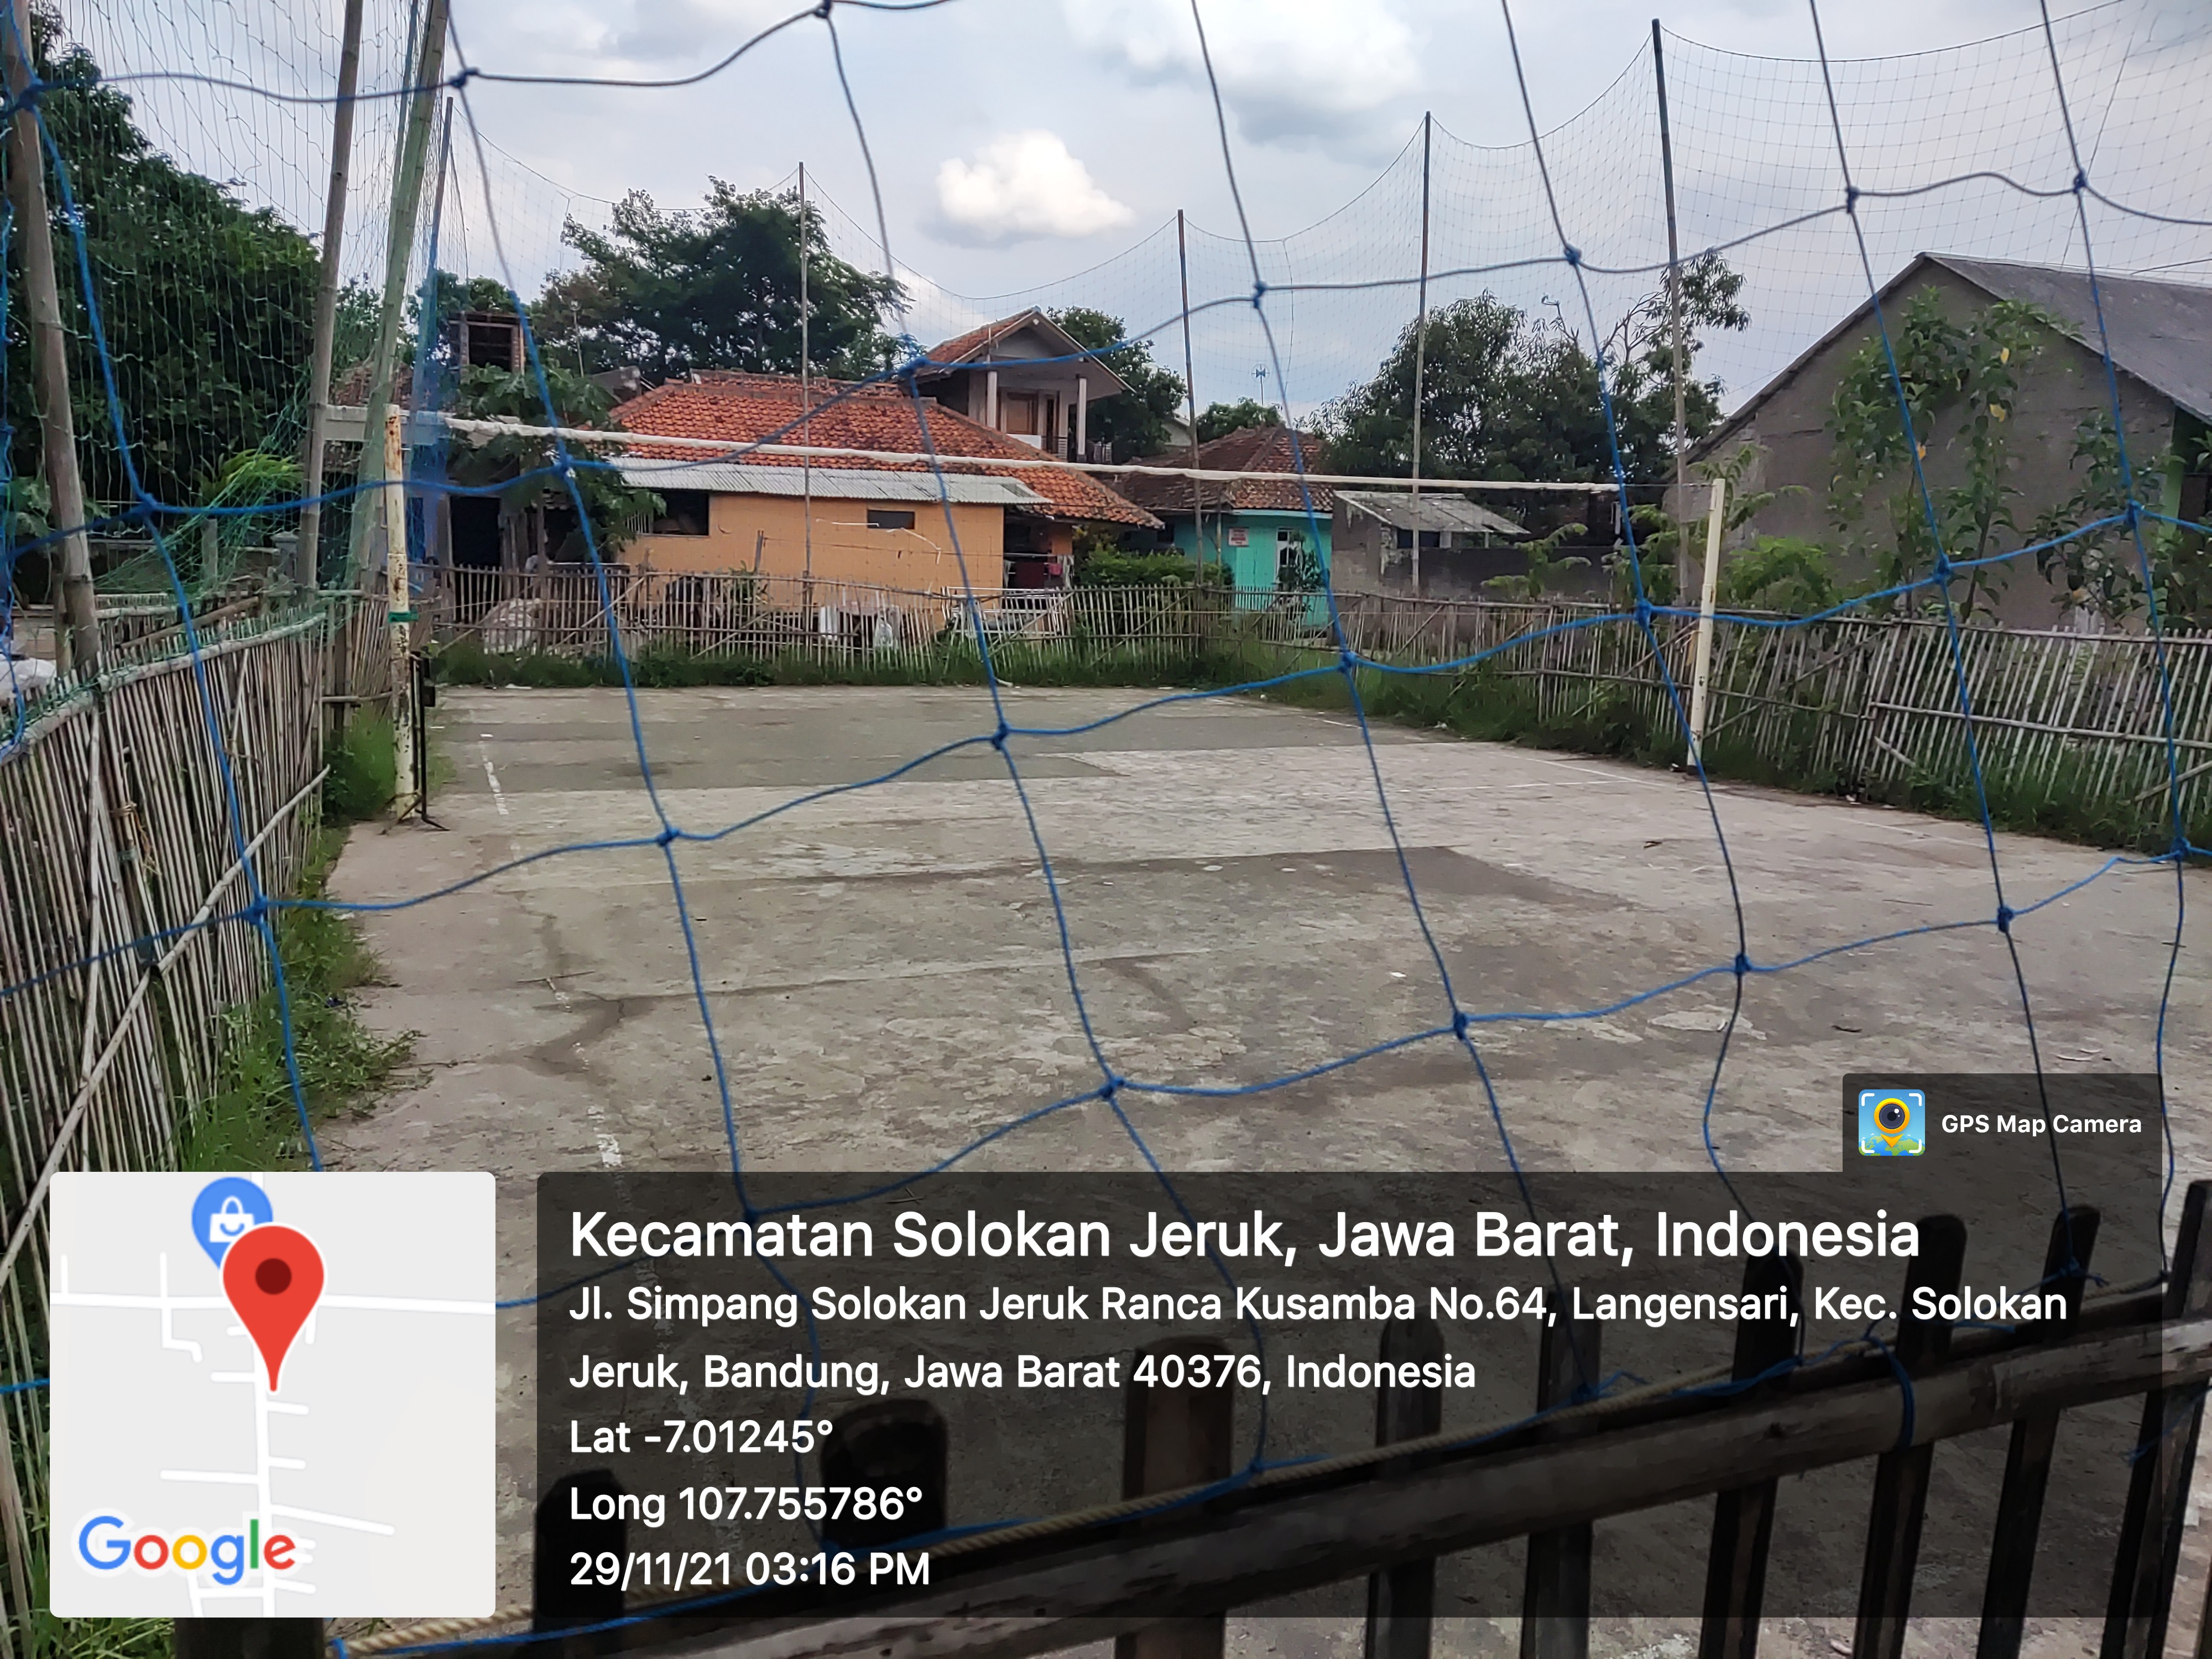 GPS Map Camera
Kecamatan Solokan Jeruk, Jawa Barat, Indonesia
Jl. Simpang Solokan Jeruk Ranca Kusamba No.64, Langensari, Kec. Solokan
Jeruk, Bandung, Jawa Barat 40376, Indonesia
Lat -7.01245°
Long 107.755786°
29/11/21 03:16 PM
Google